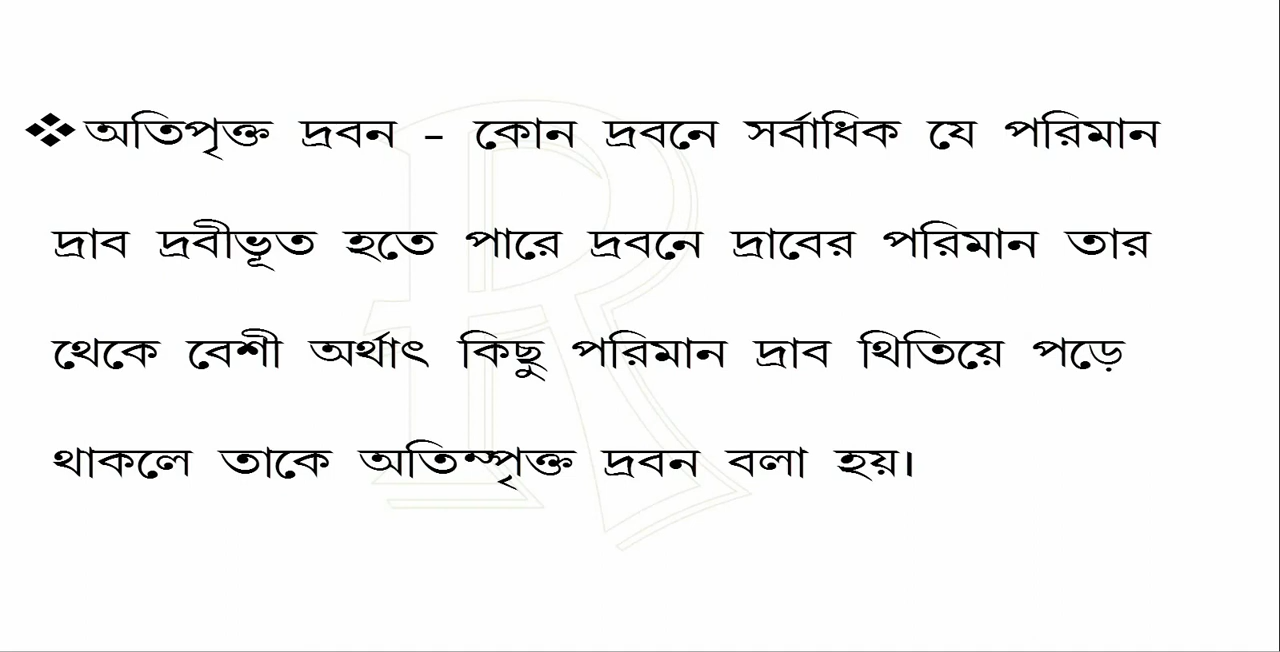 ❖অতিপৃক্ত দ্রবন – কোন দ্রবনে সর্বাধিক যে পরিমান
দ্রাব দ্রবীভূত হতে পারে দ্রবনে দ্রাবের পরিমান তার
থেকে বেশী অর্থাৎ কিছু পরিমান দ্রাব থিতিয়ে পড়ে
থাকলে তাকে অতিস্পৃক্ত দ্রবন বলা হয়।